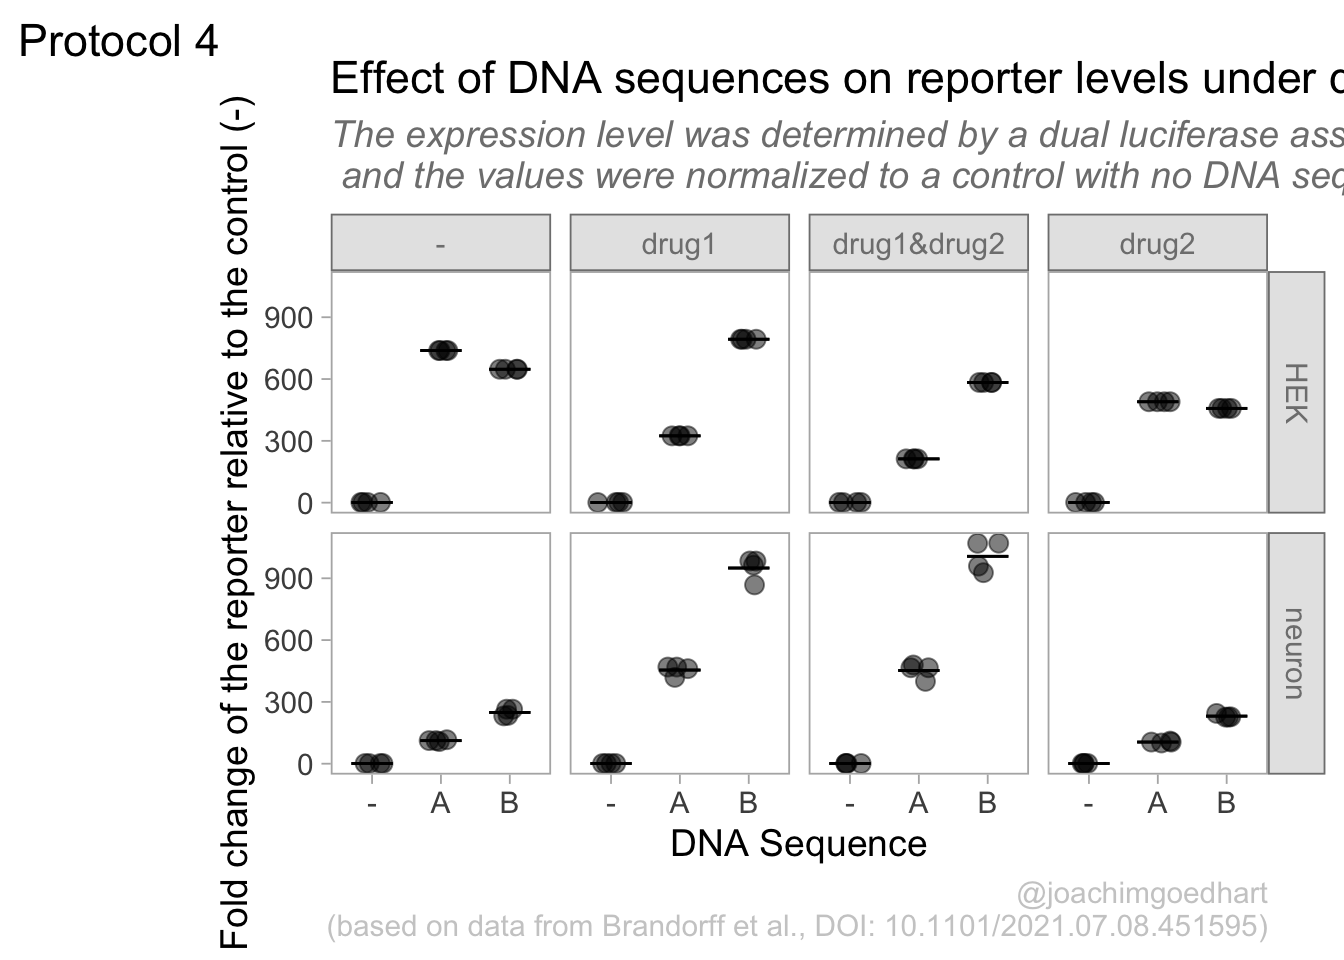 Protocol 4
Effect of DNA sequences on reporter levels under
The expression level was determined by a dual luciferase
and the values were normalized to a control with no DNA
Fold change of the reporter relative to the control (-)
- drug1 drug1&drug2 drug2
900
600
300
0
HEK
900
600
300
0
neuron
- A B - A B - A B - A B
DNA Sequence
@joachimgoedhart
(based on data from Brandorff et al., DOI: 10.1101/2021.07.08.451595)